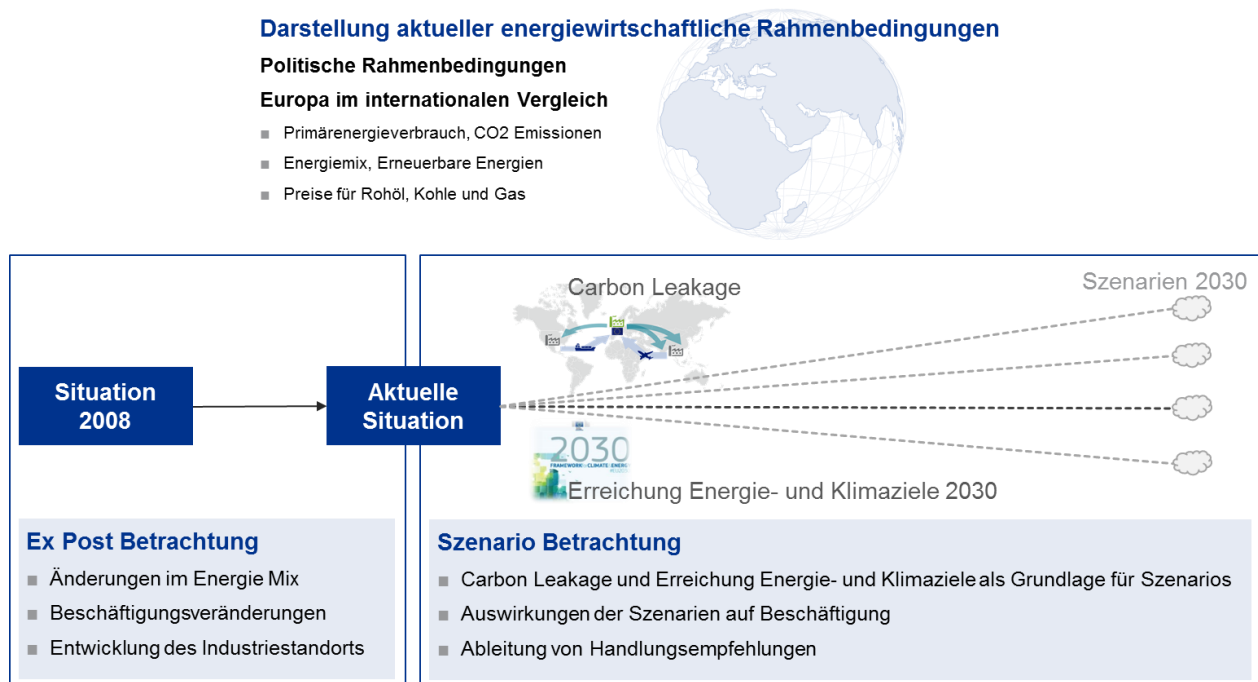 Darstellung aktueller energiewirtschaftliche Rahmenbedingungen
Politische Rahmenbedingungen
Europa im internationalen Vergleich
Primärenergieverbrauch, CO2 Emissionen
Energiemix, Erneuerbare Energien
Preise für Rohöl, Kohle und Gas
Carbon Leakage
Szenarien 2030
Situation
2008
Aktuelle
Situation
2030
FRAMEWORK CLIMATE ENERGY
Erreichung Energie- und Klimaziele 2030
Ex Post Betrachtung
Änderungen im Energie Mix
Beschäftigungsveränderungen
Entwicklung des Industriestandorts
Szenario Betrachtung
Carbon Leakage und Erreichung Energie- und Klimaziele als Grundlage für Szenarios
Auswirkungen der Szenarien auf Beschäftigung
Ableitung von Handlungsempfehlungen